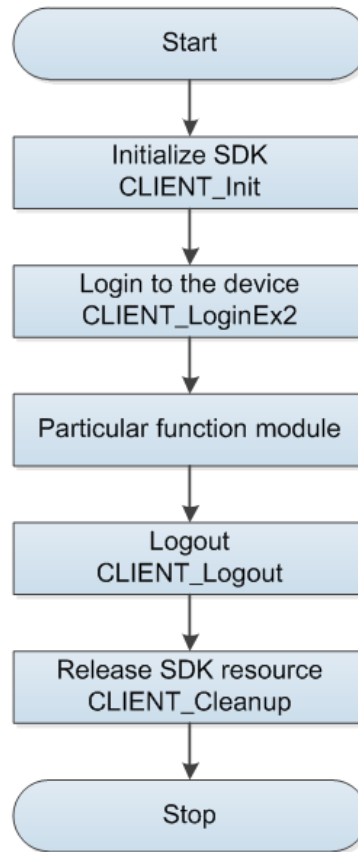 Start
Initialize SDK
CLIENT_Init
Login to the device
CLIENT_LoginEx2
Particular function module
Logout
CLIENT_Logout
Release SDK resource
CLIENT_Cleanup
Stop